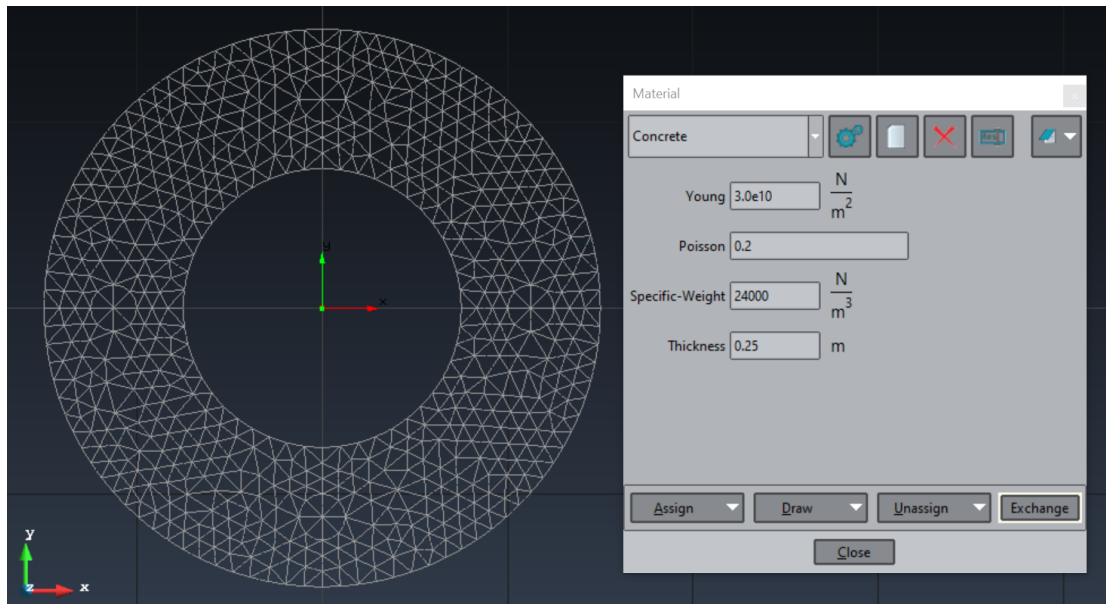 Material
Concrete
Young 3.0e10 N
m2
Poisson 0.2
Specific-Weight 24000 N
m3
Thickness 0.25 m
Assign Draw Unassign Exchange
Close
y
x
y
z x